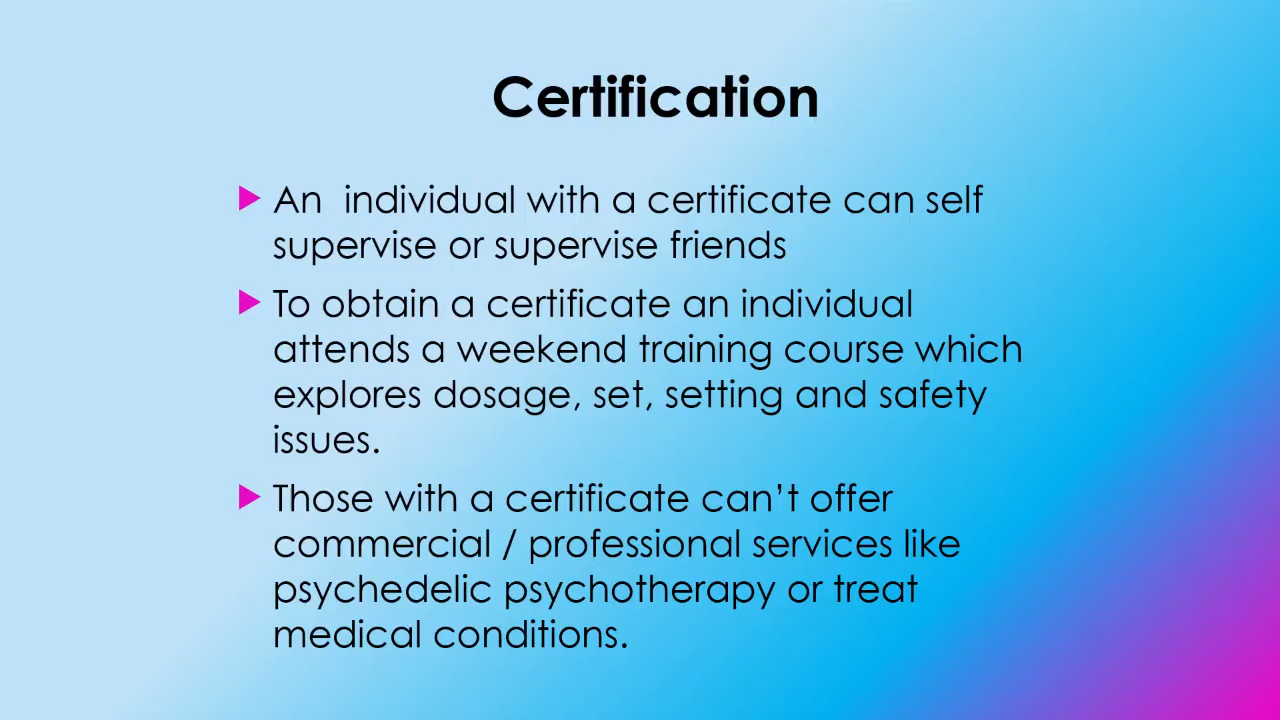 Certification
An  individual with a certificate can self
supervise or supervise friends
To obtain a certificate an individual
attends a weekend training course which
explores dosage, set, setting and safety
issues.
Those with a certificate can’t offer
commercial / professional services like
psychedelic psychotherapy or treat
medical conditions.